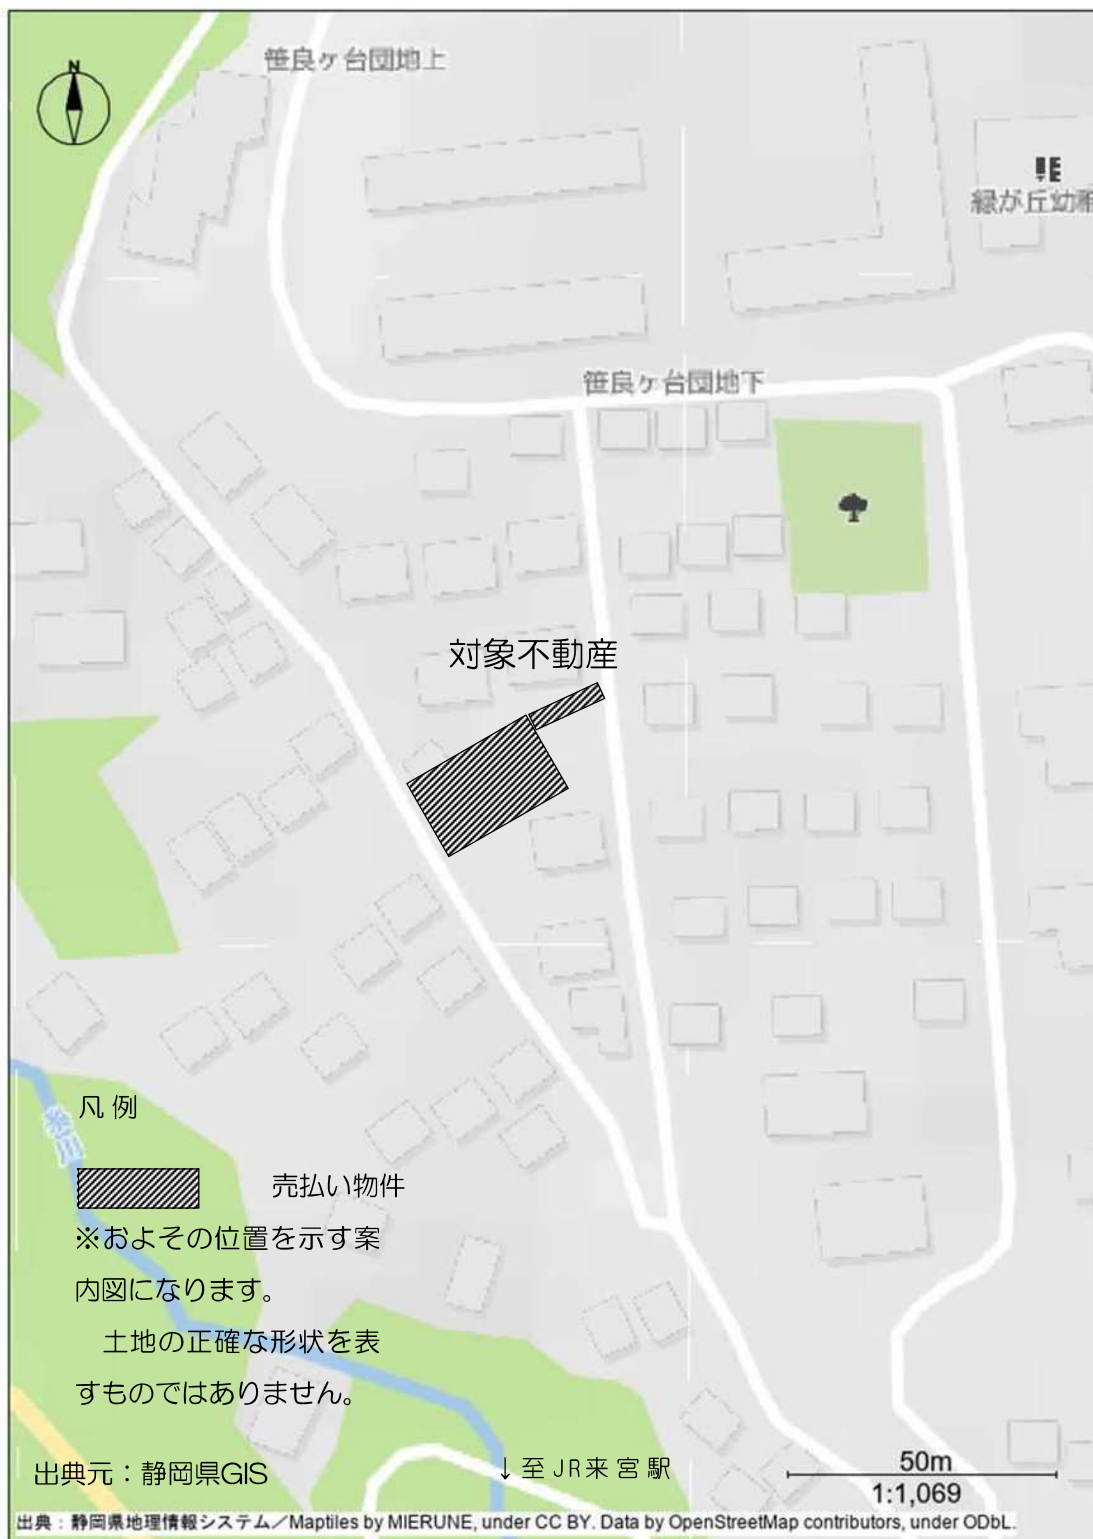 N
笹良ヶ台団地上
緑が丘幼稚
笹良ヶ台団地下
対象不動産
糸川
凡例
売払い物件
※およその位置を示す案
内図になります。
土地の正確な形状を表
すものではありません。
出典元：静岡県GIS
↓至JR来宮駅
50m
1:1,069
出典：静岡県地理情報システム／Maptiles by MIERUNE, under CC BY. Data by OpenStreetMap contributors, under ODbL.